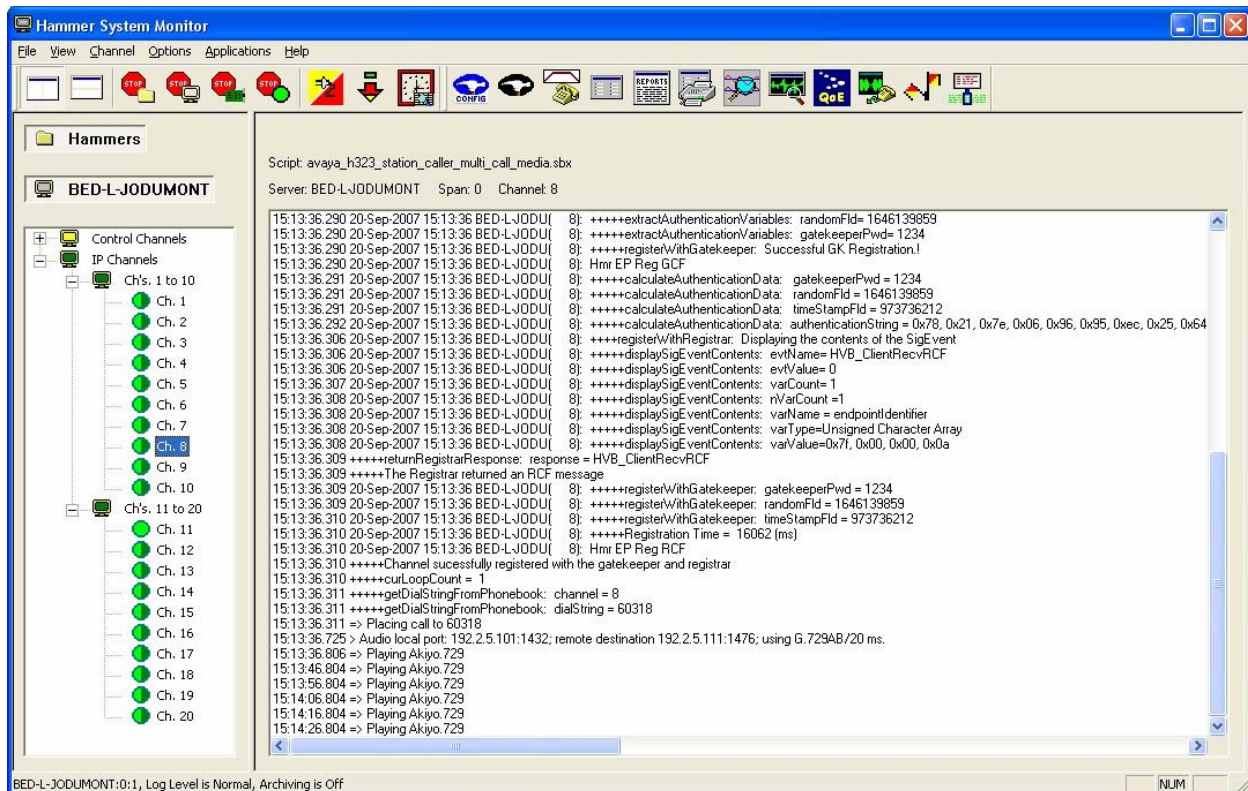 Hammer System Monitor
File View Channel Options Applications Help
STOP STOP STOP STOP CONFIG REPORTS QoE
Hammers
BED-L-JODUMONT
Control Channels
IP Channels
Ch's. 1 to 10
Ch. 1
Ch. 2
Ch. 3
Ch. 4
Ch. 5
Ch. 6
Ch. 7
Ch. 8
Ch. 9
Ch. 10
Ch's. 11 to 20
Ch. 11
Ch. 12
Ch. 13
Ch. 14
Ch. 15
Ch. 16
Ch. 17
Ch. 18
Ch. 19
Ch. 20
Script: avaya_h323_station_caller_multi_call_media.sbx
Server: BED-L-JODUMONT Span: 0 Channel: 8
15:13:36.290 20-Sep-2007 15:13:36 BED-L-JODU( 8): +++++extractAuthenticationVariables: randomFld= 1646139859
15:13:36.290 20-Sep-2007 15:13:36 BED-L-JODU( 8): +++++extractAuthenticationVariables: gatekeeperPwd= 1234
15:13:36.290 20-Sep-2007 15:13:36 BED-L-JODU( 8): +++++registerWithGatekeeper: Successful GK Registration.!
15:13:36.290 20-Sep-2007 15:13:36 BED-L-JODU( 8): Hmr EP Reg GCF
15:13:36.291 20-Sep-2007 15:13:36 BED-L-JODU( 8): +++++calculateAuthenticationData: gatekeeperPwd = 1234
15:13:36.291 20-Sep-2007 15:13:36 BED-L-JODU( 8): +++++calculateAuthenticationData: randomFld = 1646139859
15:13:36.291 20-Sep-2007 15:13:36 BED-L-JODU( 8): +++++calculateAuthenticationData: timeStampFld = 973736212
15:13:36.292 20-Sep-2007 15:13:36 BED-L-JODU( 8): +++++calculateAuthenticationData: authenticationString = 0x78, 0x21, 0x7e, 0x06, 0x96, 0x95, 0xec, 0x25, 0x64
15:13:36.306 20-Sep-2007 15:13:36 BED-L-JODU( 8): ++++registerWithRegistrar: Displaying the contents of the SigEvent
15:13:36.306 20-Sep-2007 15:13:36 BED-L-JODU( 8): +++++displaySigEventContents: evtName= HVB_ClientRecvRCF
15:13:36.306 20-Sep-2007 15:13:36 BED-L-JODU( 8): +++++displaySigEventContents: evtValue= 0
15:13:36.307 20-Sep-2007 15:13:36 BED-L-JODU( 8): +++++displaySigEventContents: varCount= 1
15:13:36.308 20-Sep-2007 15:13:36 BED-L-JODU( 8): +++++displaySigEventContents: nVarCount =1
15:13:36.308 20-Sep-2007 15:13:36 BED-L-JODU( 8): +++++displaySigEventContents: varName = endpointIdentifier
15:13:36.308 20-Sep-2007 15:13:36 BED-L-JODU( 8): +++++displaySigEventContents: varType=Unsigned Character Array
15:13:36.308 20-Sep-2007 15:13:36 BED-L-JODU( 8): +++++displaySigEventContents: varValue=0x7f, 0x00, 0x00, 0x0a
15:13:36.309 +++++returnRegistrarResponse: response = HVB_ClientRecvRCF
15:13:36.309 +++++The Registrar returned an RCF message
15:13:36.309 20-Sep-2007 15:13:36 BED-L-JODU( 8): +++++registerWithGatekeeper: gatekeeperPwd = 1234
15:13:36.309 20-Sep-2007 15:13:36 BED-L-JODU( 8): +++++registerWithGatekeeper: randomFld = 1646139859
15:13:36.310 20-Sep-2007 15:13:36 BED-L-JODU( 8): +++++registerWithGatekeeper: timeStampFld = 973736212
15:13:36.310 20-Sep-2007 15:13:36 BED-L-JODU( 8): +++++Registration Time = 16062 (ms)
15:13:36.310 20-Sep-2007 15:13:36 BED-L-JODU( 8): Hmr EP Reg RCF
15:13:36.310 +++++Channel sucessfully registered with the gatekeeper and registrar
15:13:36.310 +++++curLoopCount = 1
15:13:36.311 +++++getDialStringFromPhonebook: channel = 8
15:13:36.311 +++++getDialStringFromPhonebook: dialString = 60318
15:13:36.311 => Placing call to 60318
15:13:36.725 > Audio local port: 192.2.5.101:1432; remote destination 192.2.5.111:1476; using G.729AB/20 ms.
15:13:36.806 => Playing Akiyo.729
15:13:46.804 => Playing Akiyo.729
15:13:56.804 => Playing Akiyo.729
15:14:06.804 => Playing Akiyo.729
15:14:16.804 => Playing Akiyo.729
15:14:26.804 => Playing Akiyo.729
BED-L-JODUMONT:0:1, Log Level is Normal, Archiving is Off
NUM